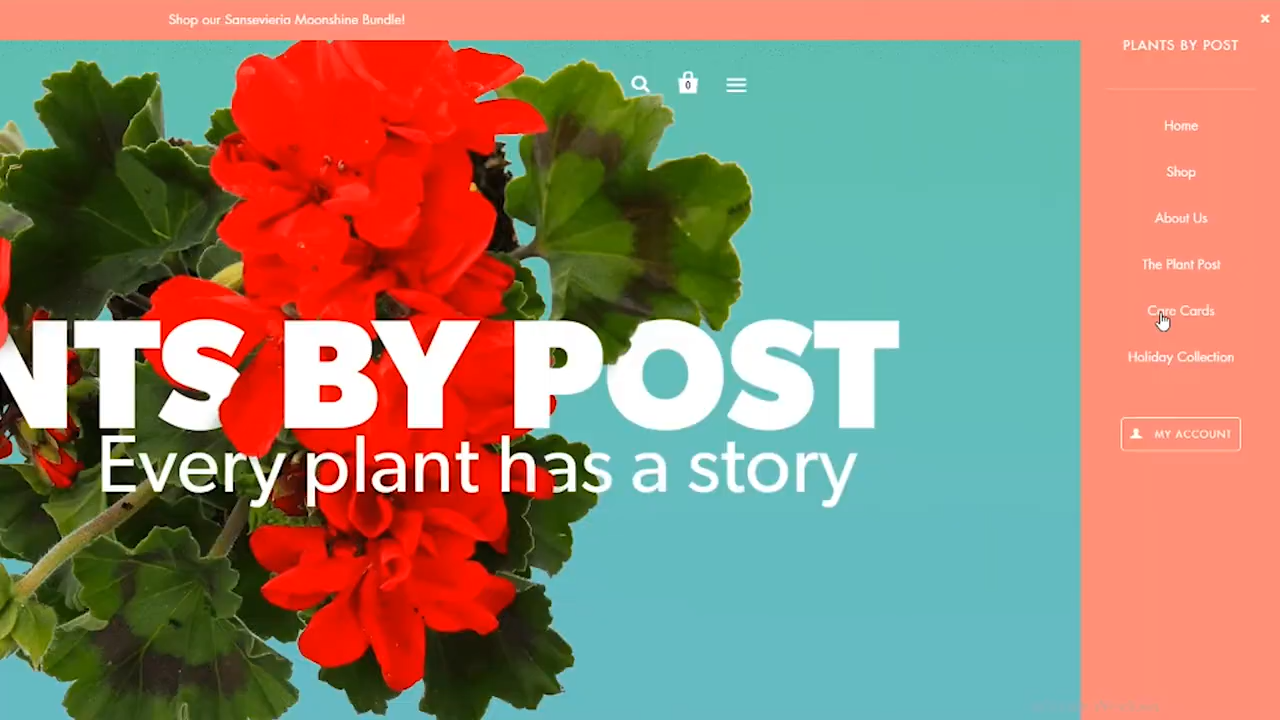 Shop our Sansevieria Moonshine Bundle!
×
PLANTS BY POST
0
Home
Shop
About Us
The Plant Post
Care Cards
Holiday Collection
MY ACCOUNT
NTS BY POST
Every plant has a story